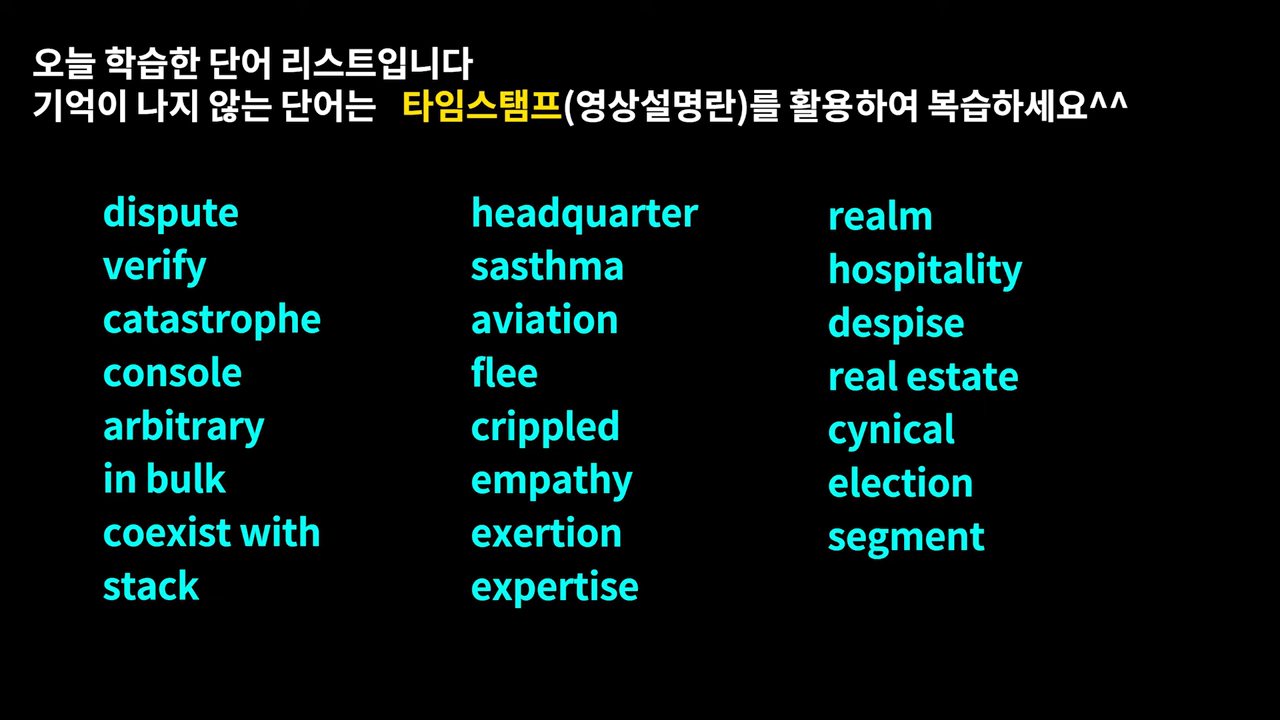 오늘 학습한 단어 리스트입니다
기억이 나지 않는 단어는 타임스탬프(영상설명란)를 활용하여 복습하세요^^
dispute
verify
catastrophe
console
arbitrary
in bulk
coexist with
stack
headquarter
sasthma
aviation
flee
crippled
empathy
exertion
expertise
realm
hospitality
despise
real estate
cynical
election
segment